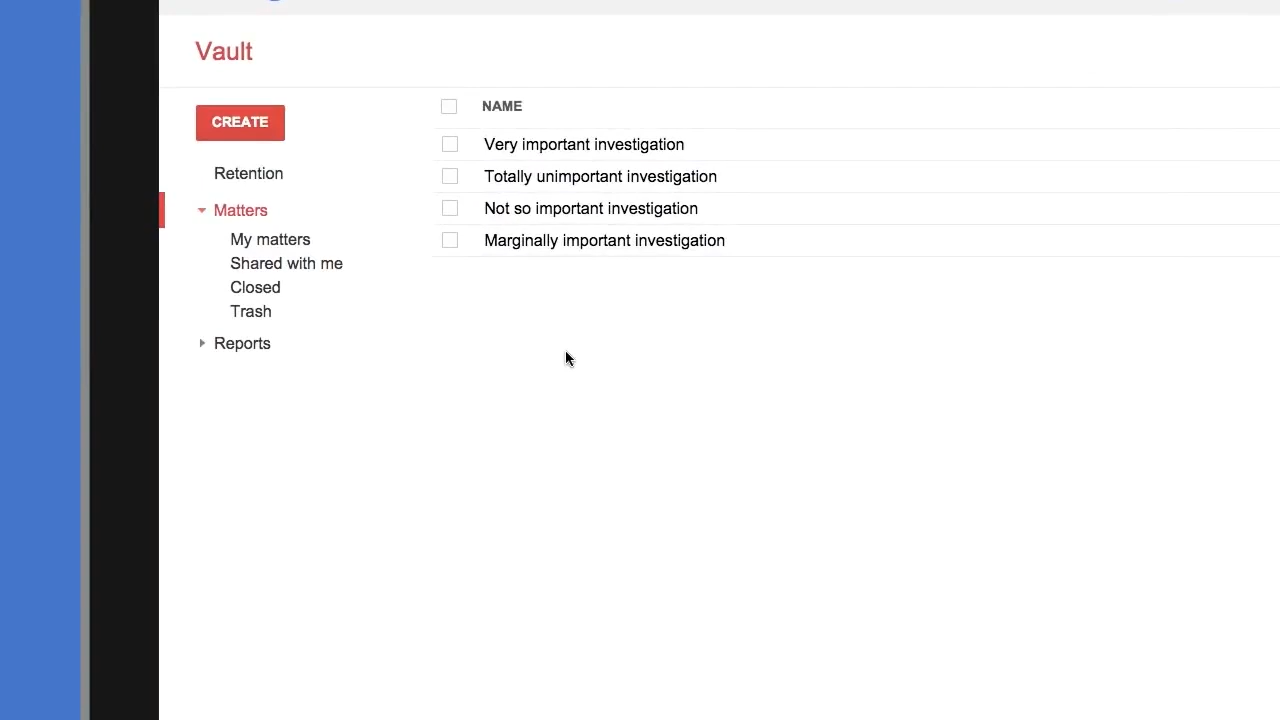 Vault
CREATE
NAME
Retention
Very important investigation
Totally unimportant investigation
Matters
Not so important investigation
My matters
Marginally important investigation
Shared with me
Closed
Trash
Reports